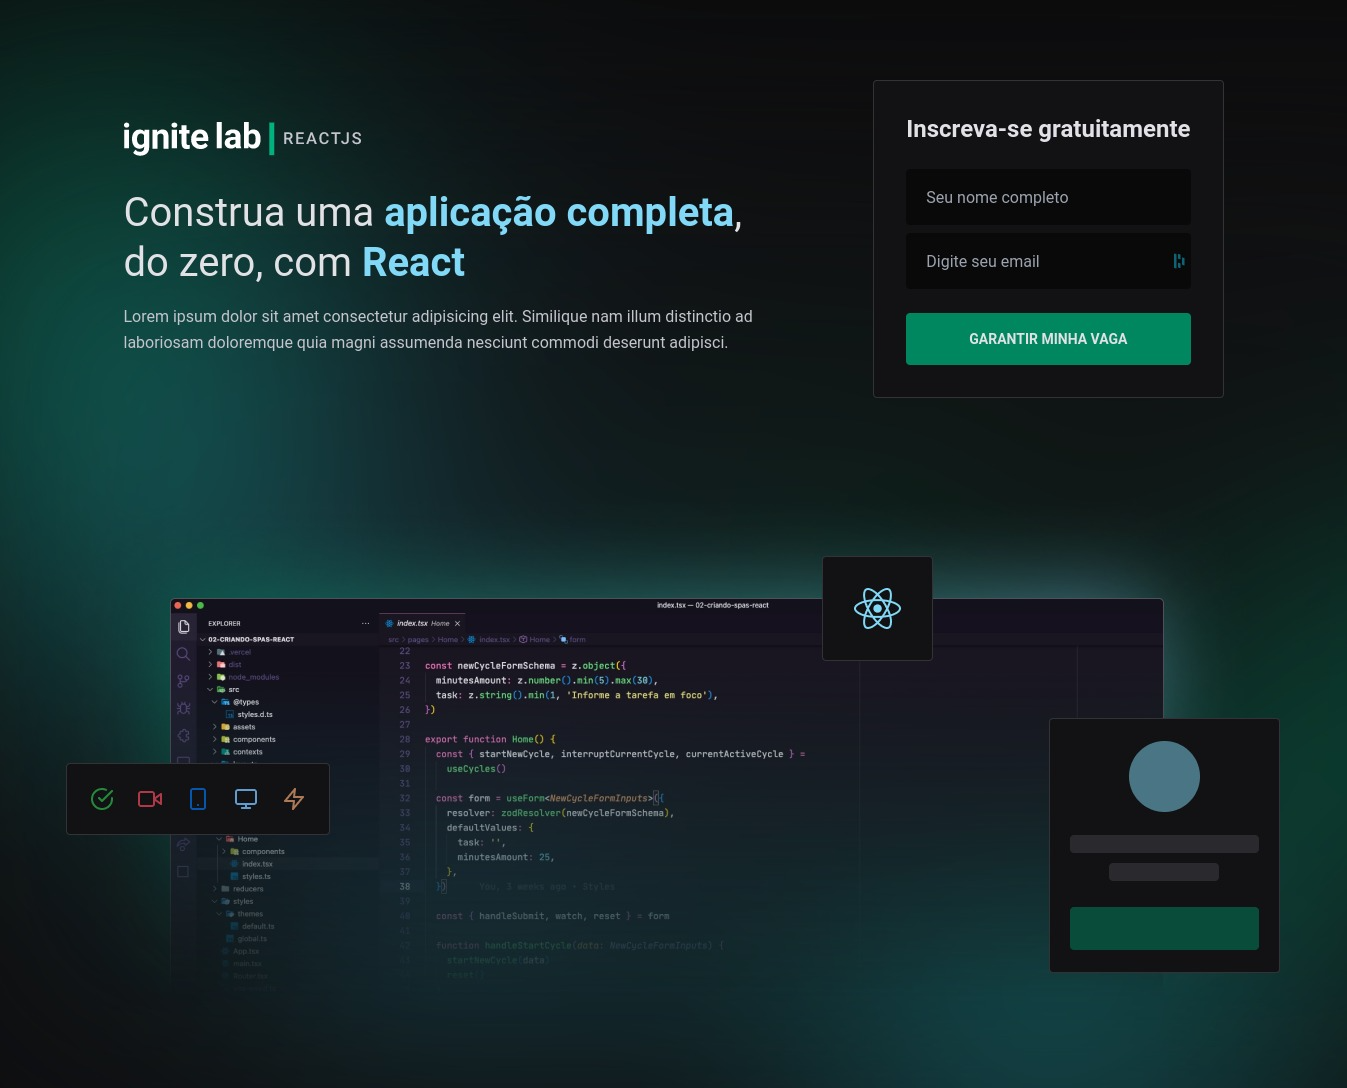 ignite lab
REACTJS
Construa uma aplicação completa,
do zero, com React
Lorem ipsum dolor sit amet consectetur adipisicing elit. Similique nam illum distinctio ad
laboriosam doloremque quia magni assumenda nesciunt commodi deserunt adipisci.
Inscreva-se gratuitamente
Seu nome completo
Digite seu email
GARANTIR MINHA VAGA
index.tsx — 02-criando-spas-react
EXPLORER
02-CRIANDO-SPAS-REACT
.vercel
dist
node_modules
src
@types
styles.d.ts
assets
components
contexts
Home
components
index.tsx
styles.ts
reducers
styles
themes
default.ts
global.ts
App.tsx
main.tsx
index.tsx Home
src > pages > Home > index.tsx > Home > form
22
23 const newCycleFormSchema = z.object({
24 minutesAmount: z.number().min(5).max(30),
25 task: z.string().min(1, 'Informe a tarefa em foco'),
26 })
27
28 export function Home() {
29 const { startNewCycle, interruptCurrentCycle, currentActiveCycle } =
30 useCycles()
31
32 const form = useForm<NewCycleFormInputs>({
33 resolver: zodResolver(newCycleFormSchema),
34 defaultValues: {
35 task: '',
36 minutesAmount: 25,
37 },
38 }) You, 3 weeks ago • Styles
39
40 const { handleSubmit, watch, reset } = form
41
42 function handleStartCycle(data: NewCycleFormInputs) {
43 startNewCycle(data)
reset()